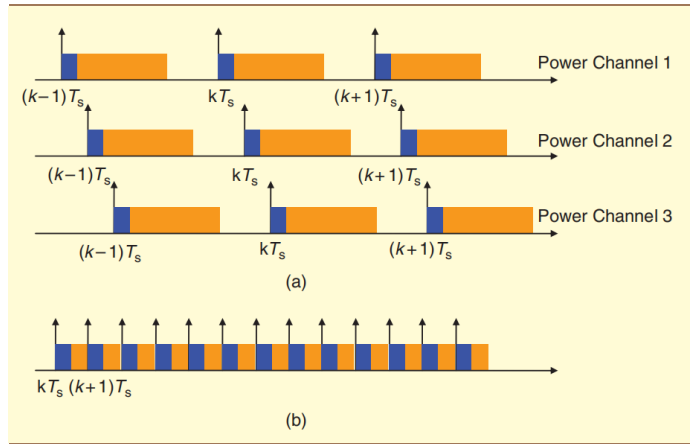 Power Channel 1
(k−1)Ts kTs (k+1)Ts
Power Channel 2
(k−1)Ts kTs (k+1)Ts
Power Channel 3
(k−1)Ts kTs (k+1)Ts
(a)
kTs (k+1)Ts
(b)